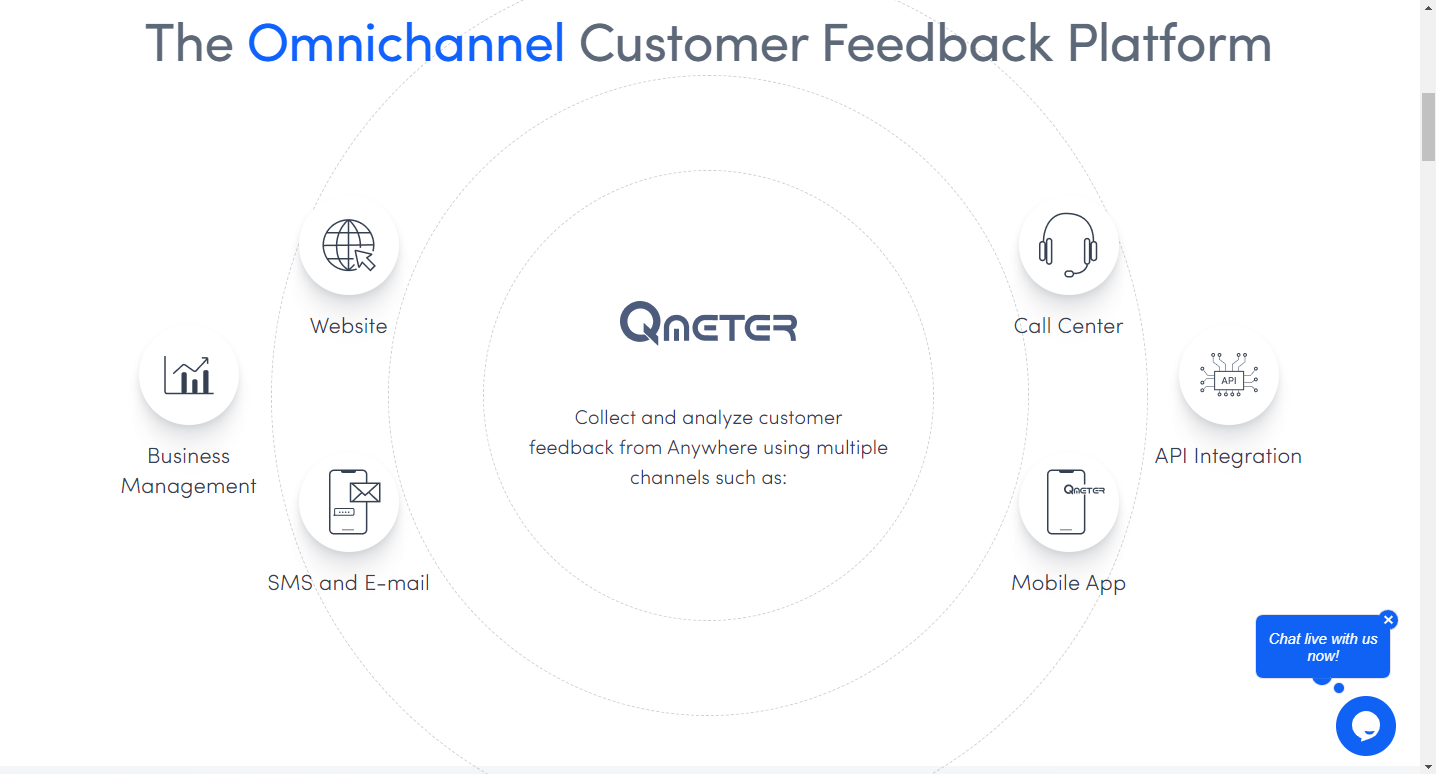 The Omnichannel Customer Feedback Platform
Website
Business
Management
SMS and E-mail
QMETER
Collect and analyze customer
feedback from Anywhere using multiple
channels such as:
Call Center
API
API Integration
QMETER
Mobile App
Chat live with us
now!